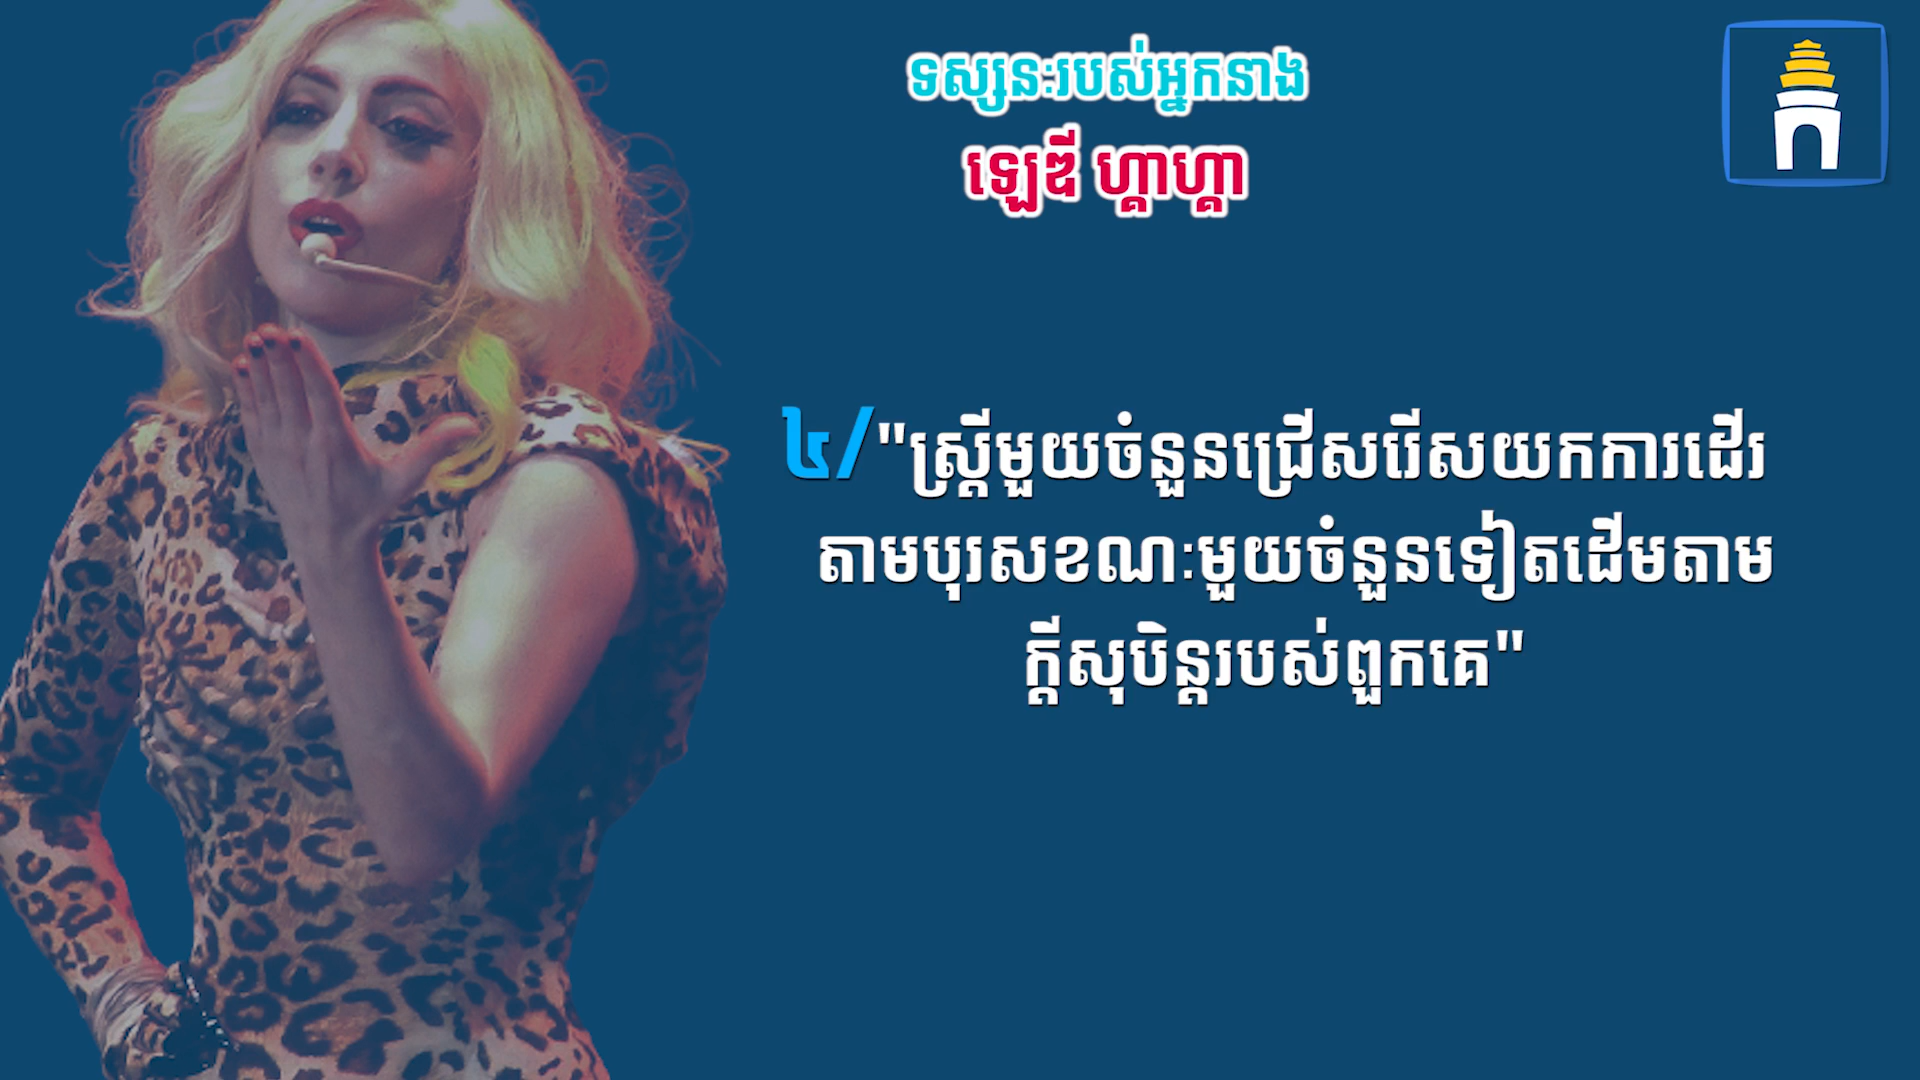 ទស្សនៈរបស់អ្នកនាង
ឡេឌី ហ្គាហ្គា
៤/"ស្ត្រីមួយចំនួនជ្រើសរើសយកការដើរ
តាមបុរសខណៈមួយចំនួនទៀតដើមតាម
ក្តីសុបិន្តរបស់ពួកគេ"